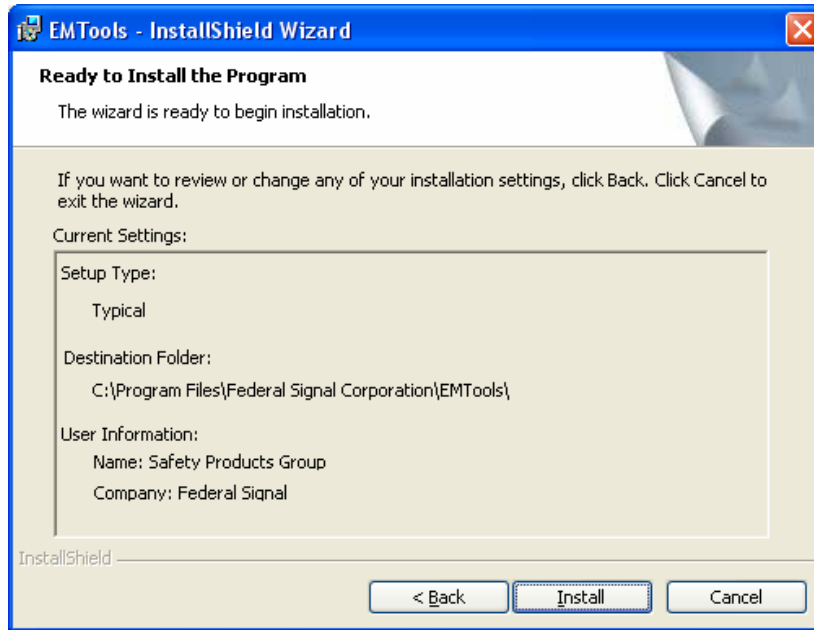 EMTools - InstallShield Wizard
Ready to Install the Program
The wizard is ready to begin installation.
If you want to review or change any of your installation settings, click Back. Click Cancel to
exit the wizard.
Current Settings:
Setup Type:
Typical
Destination Folder:
C:\Program Files\Federal Signal Corporation\EMTools\
User Information:
Name: Safety Products Group
Company: Federal Signal
InstallShield
< Back Install Cancel